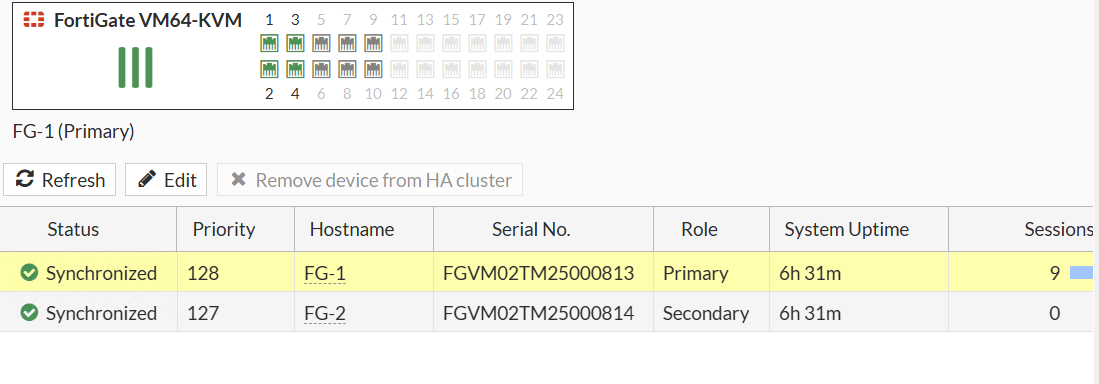 FortiGate VM64-KVM
1 3 5 7 9 11 13 15 17 19 21 23
2 4 6 8 10 12 14 16 18 20 22 24
FG-1 (Primary)
Refresh Edit Remove device from HA cluster
Status Priority Hostname Serial No. Role System Uptime Sessions
Synchronized 128 FG-1 FGVM02TM25000813 Primary 6h 31m 9
Synchronized 127 FG-2 FGVM02TM25000814 Secondary 6h 31m 0